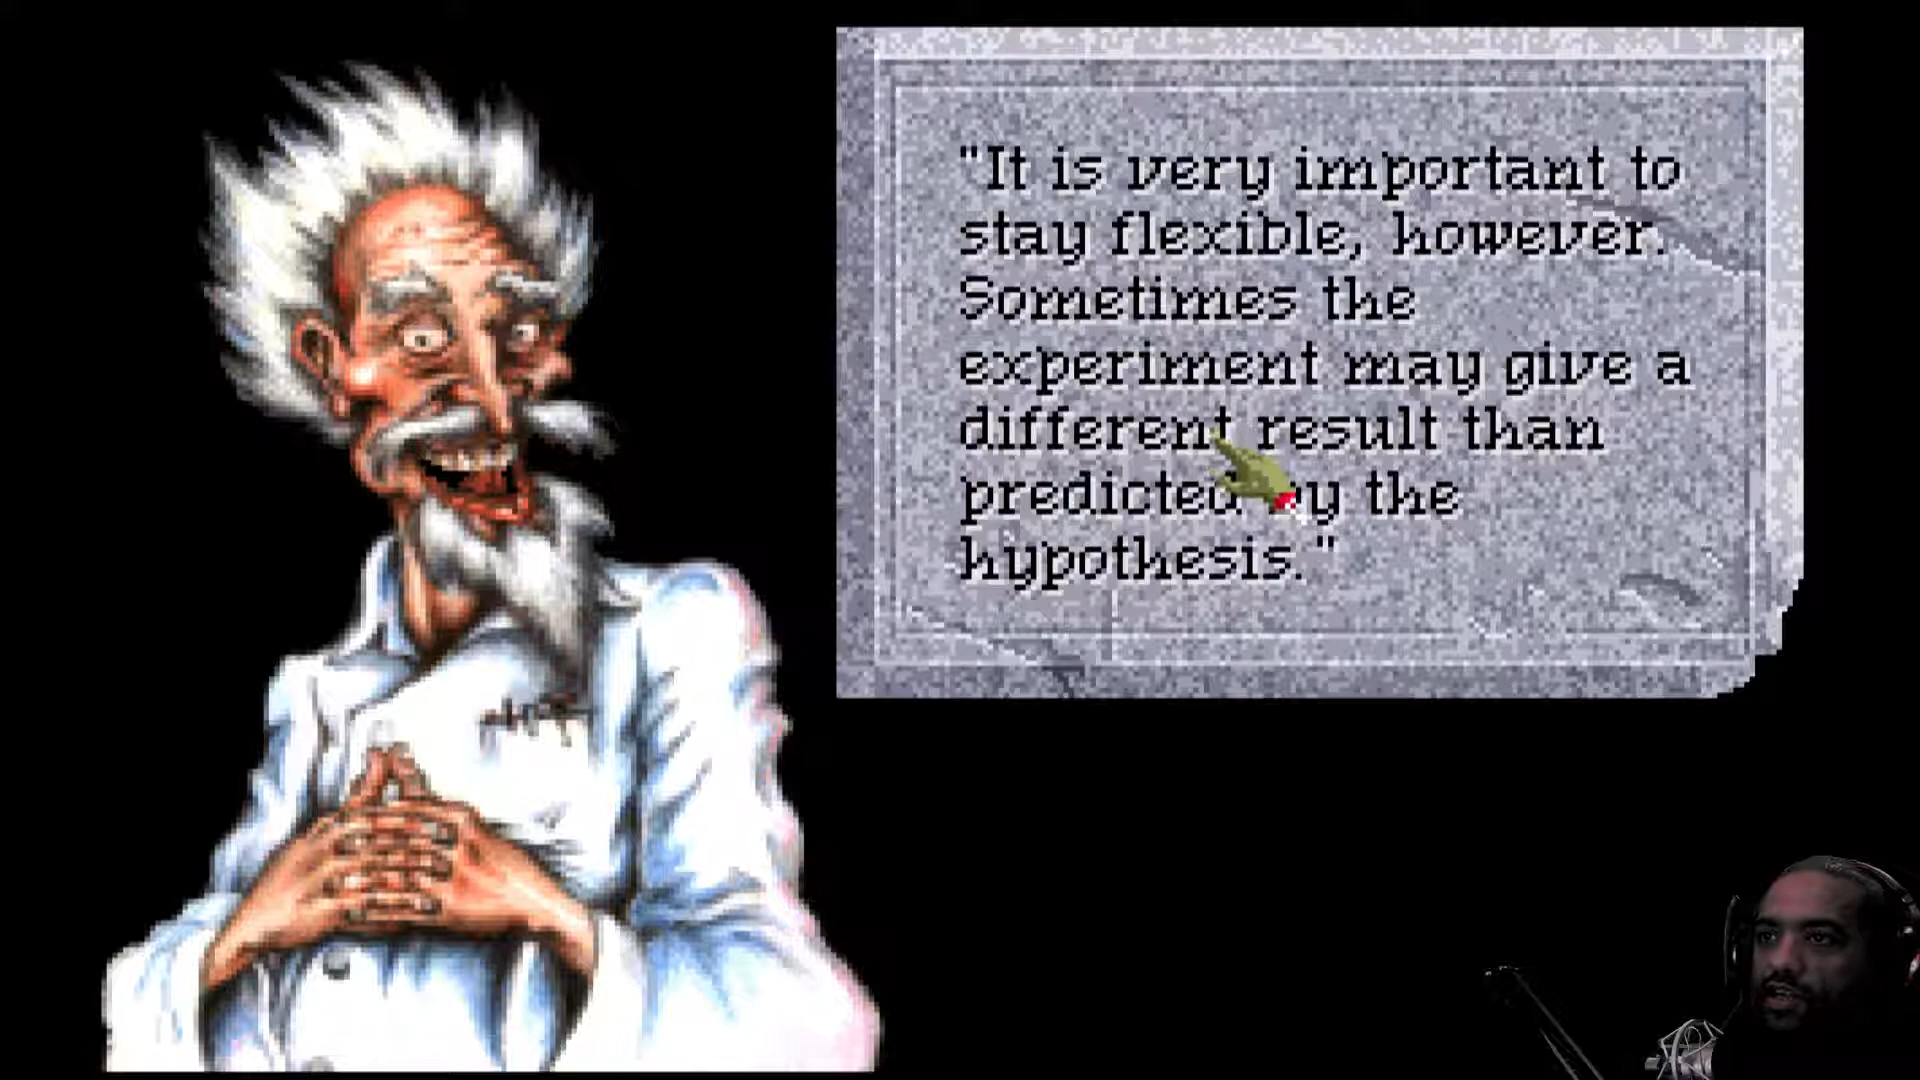 "It is very important to
stay flexible, however.
Sometimes the
experiment may give a
different result than
predicted by the
hypothesis."